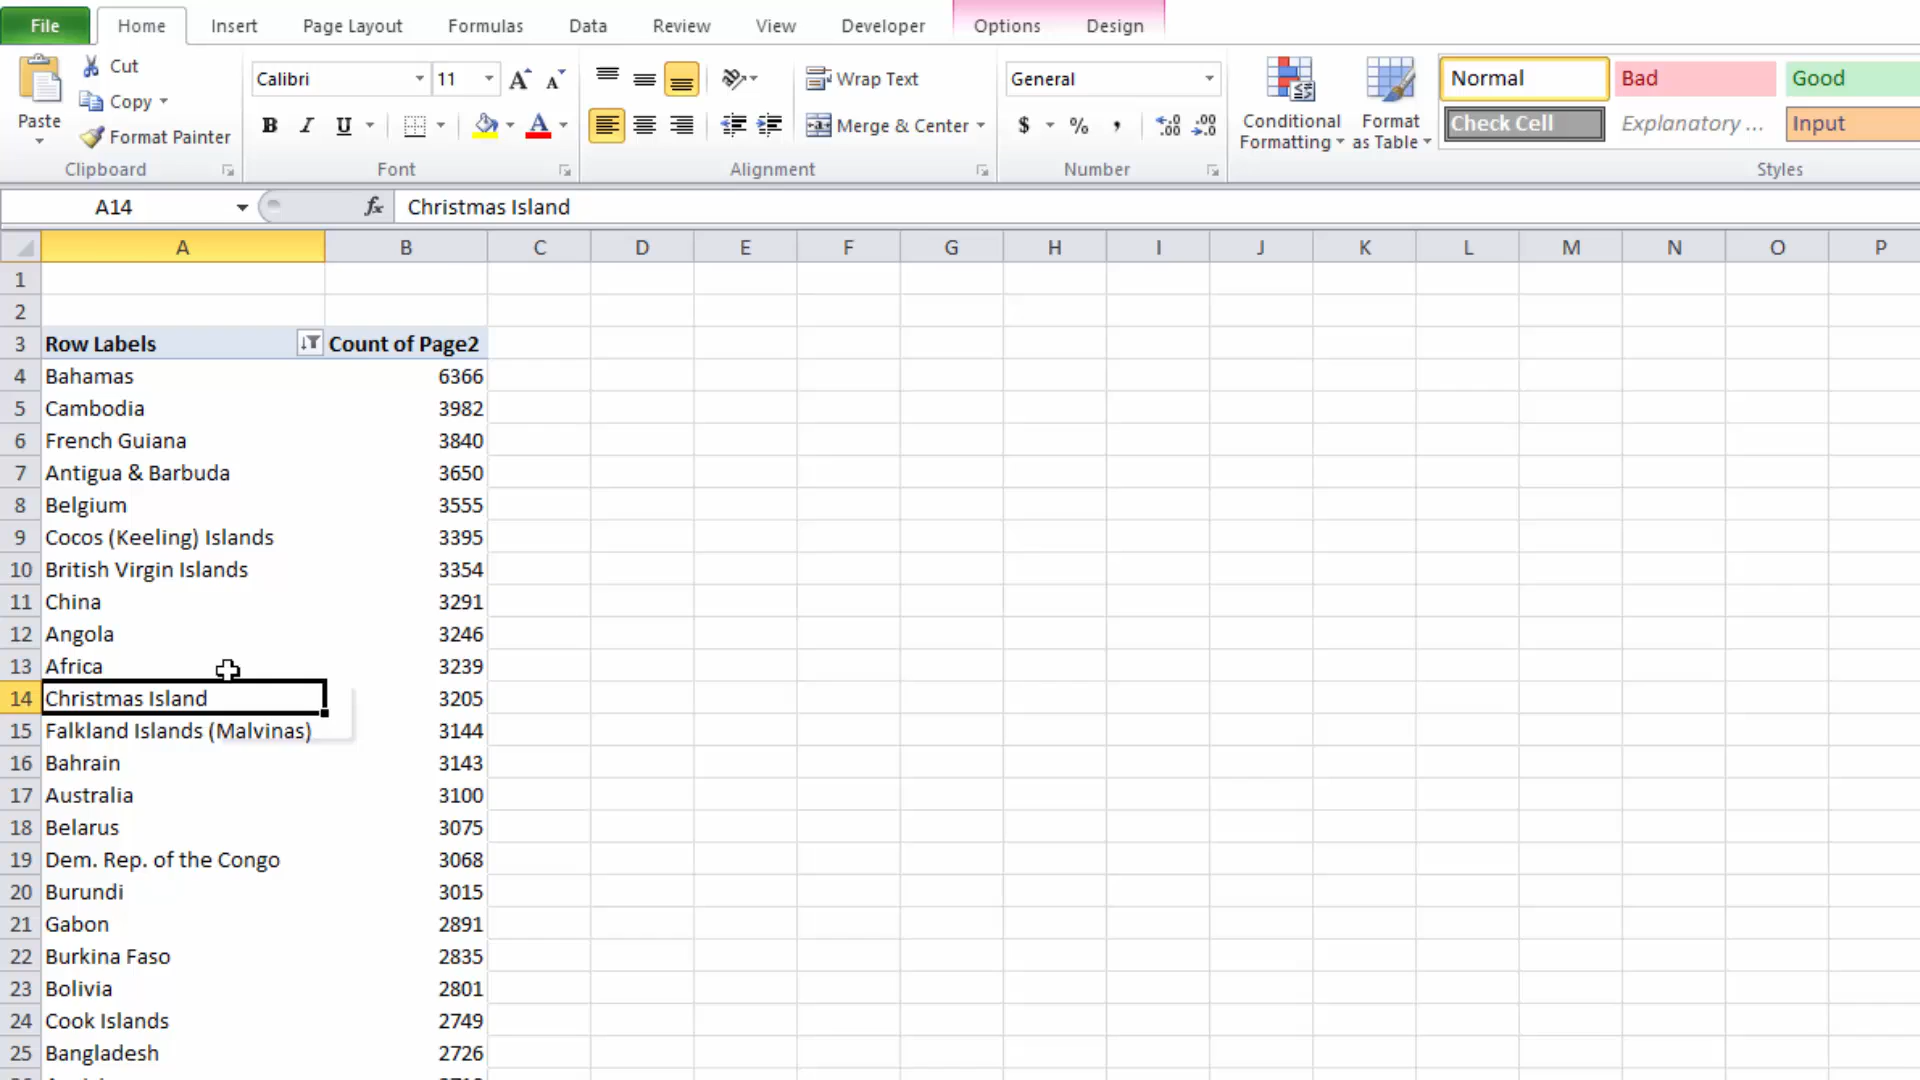 File Home Insert Page Layout Formulas Data Review View Developer Options Design
Cut
Copy
Format Painter
Paste
Clipboard
Calibri 11
B I U A
Font
Wrap Text
Merge & Center
Alignment
General
$ % ,
Number
Conditional Formatting
Format as Table
Normal Bad Good
Check Cell Explanatory ... Input
Styles
A14 fx Christmas Island
A B C D E F G H I J K L M N O P
1
2
3 Row Labels Count of Page2
4 Bahamas 6366
5 Cambodia 3982
6 French Guiana 3840
7 Antigua & Barbuda 3650
8 Belgium 3555
9 Cocos (Keeling) Islands 3395
10 British Virgin Islands 3354
11 China 3291
12 Angola 3246
13 Africa 3239
14 Christmas Island 3205
15 Falkland Islands (Malvinas) 3144
16 Bahrain 3143
17 Australia 3100
18 Belarus 3075
19 Dem. Rep. of the Congo 3068
20 Burundi 3015
21 Gabon 2891
22 Burkina Faso 2835
23 Bolivia 2801
24 Cook Islands 2749
25 Bangladesh 2726